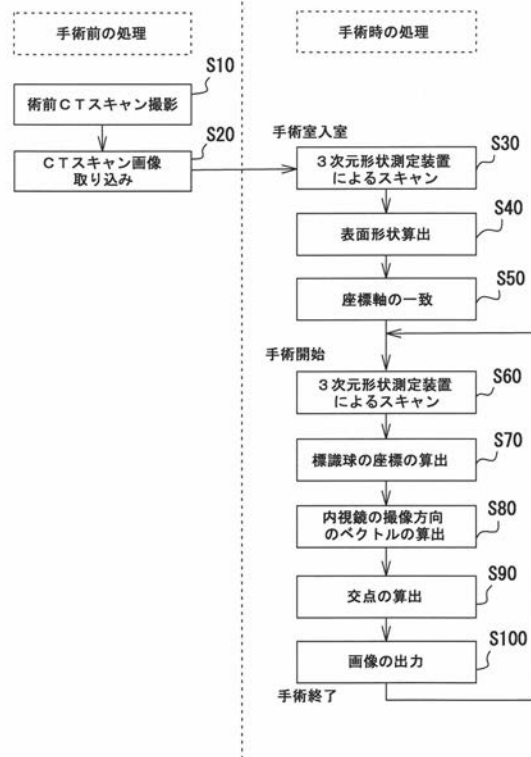 手術前の処理
S10
術前CTスキャン撮影
S20
CTスキャン画像
取り込み
手術時の処理
手術室入室
S30
3次元形状測定装置
によるスキャン
S40
表面形状算出
S50
座標軸の一致
手術開始
S60
3次元形状測定装置
によるスキャン
S70
標識球の座標の算出
S80
内視鏡の撮像方向
のベクトルの算出
S90
交点の算出
S100
画像の出力
手術終了